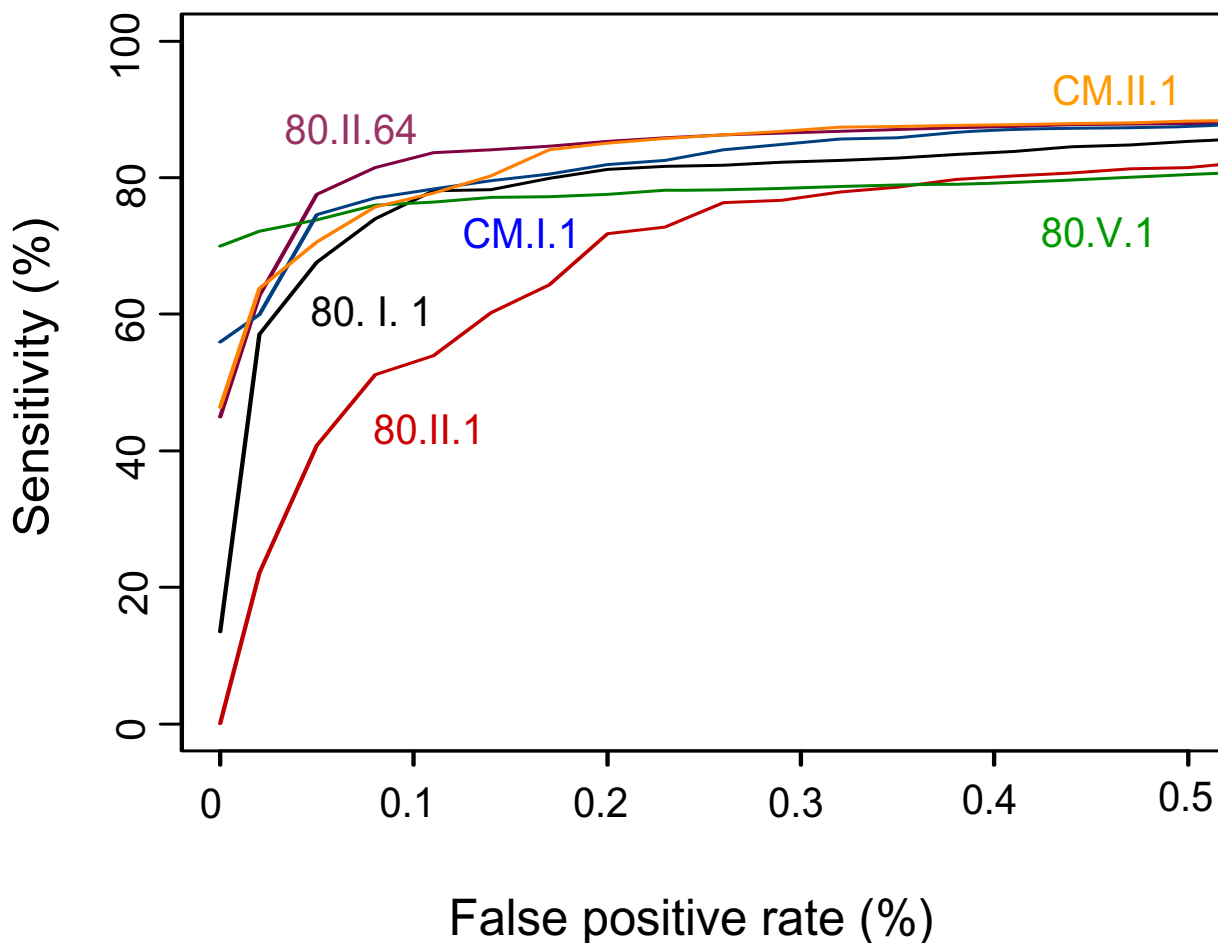 100
80
60
40
20
0
Sensitivity (%)
CM.II.1
80.II.64
CM.I.1
80.V.1
80. I. 1
80.II.1
0 0.1 0.2 0.3 0.4 0.5
False positive rate (%)